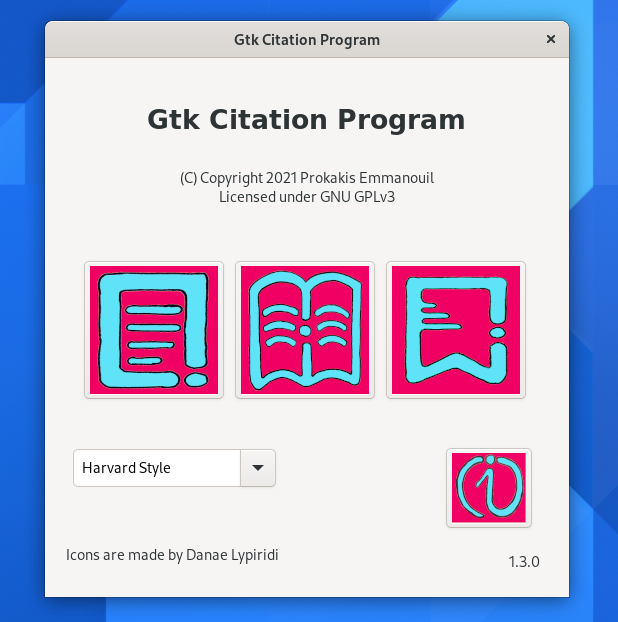 Gtk Citation Program
Gtk Citation Program
(C) Copyright 2021 Prokakis Emmanouil
Licensed under GNU GPLv3
Harvard Style
Icons are made by Danae Lypiridi
1.3.0